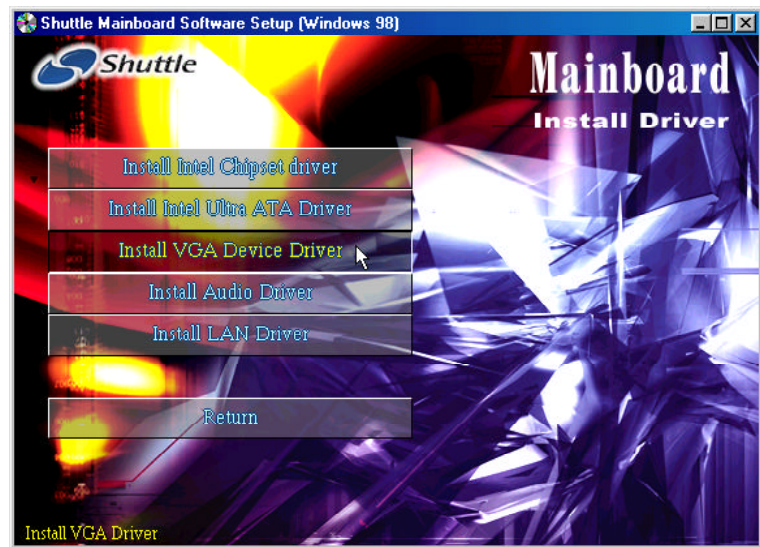 Shuttle Mainboard Software Setup (Windows 98)
Shuttle
Mainboard
Install Driver
Install Intel Chipset driver
Install Intel Ultra ATA Driver
Install VGA Device Driver
Install Audio Driver
Install LAN Driver
Return
Install VGA Driver